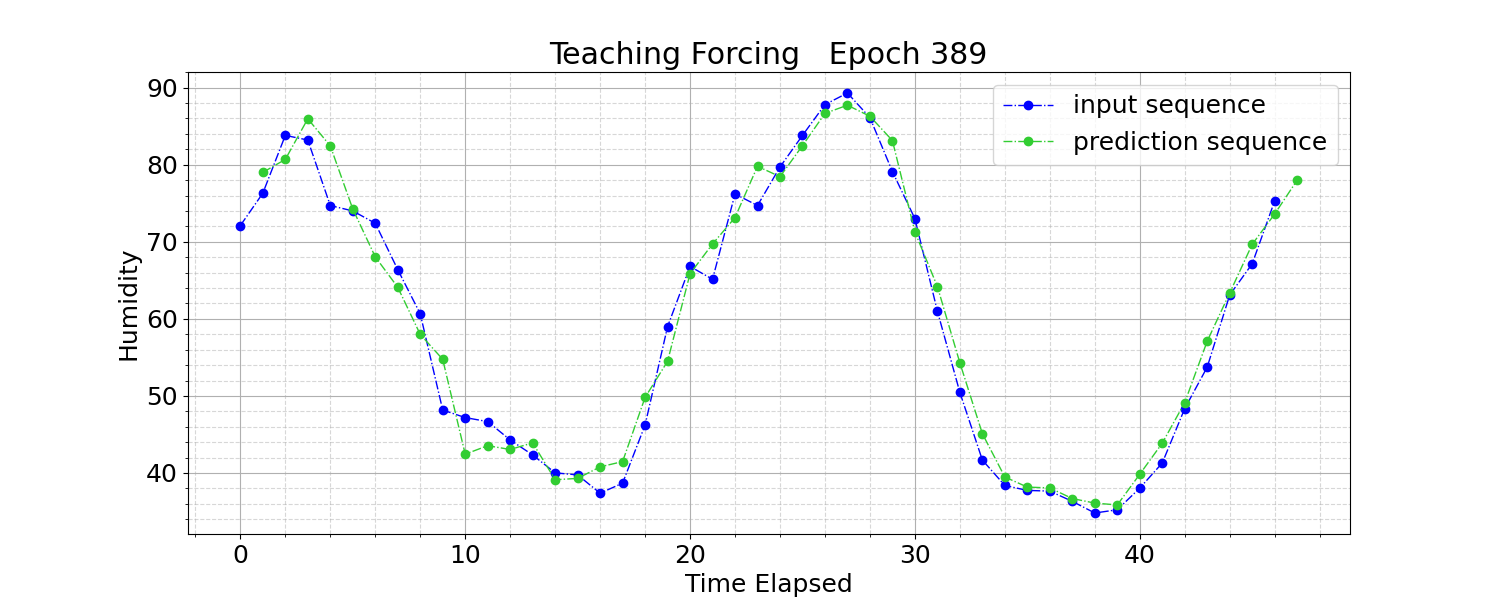 Teaching Forcing   Epoch 389
90
80
70
60
50
40
Humidity
input sequence
prediction sequence
0 10 20 30 40
Time Elapsed